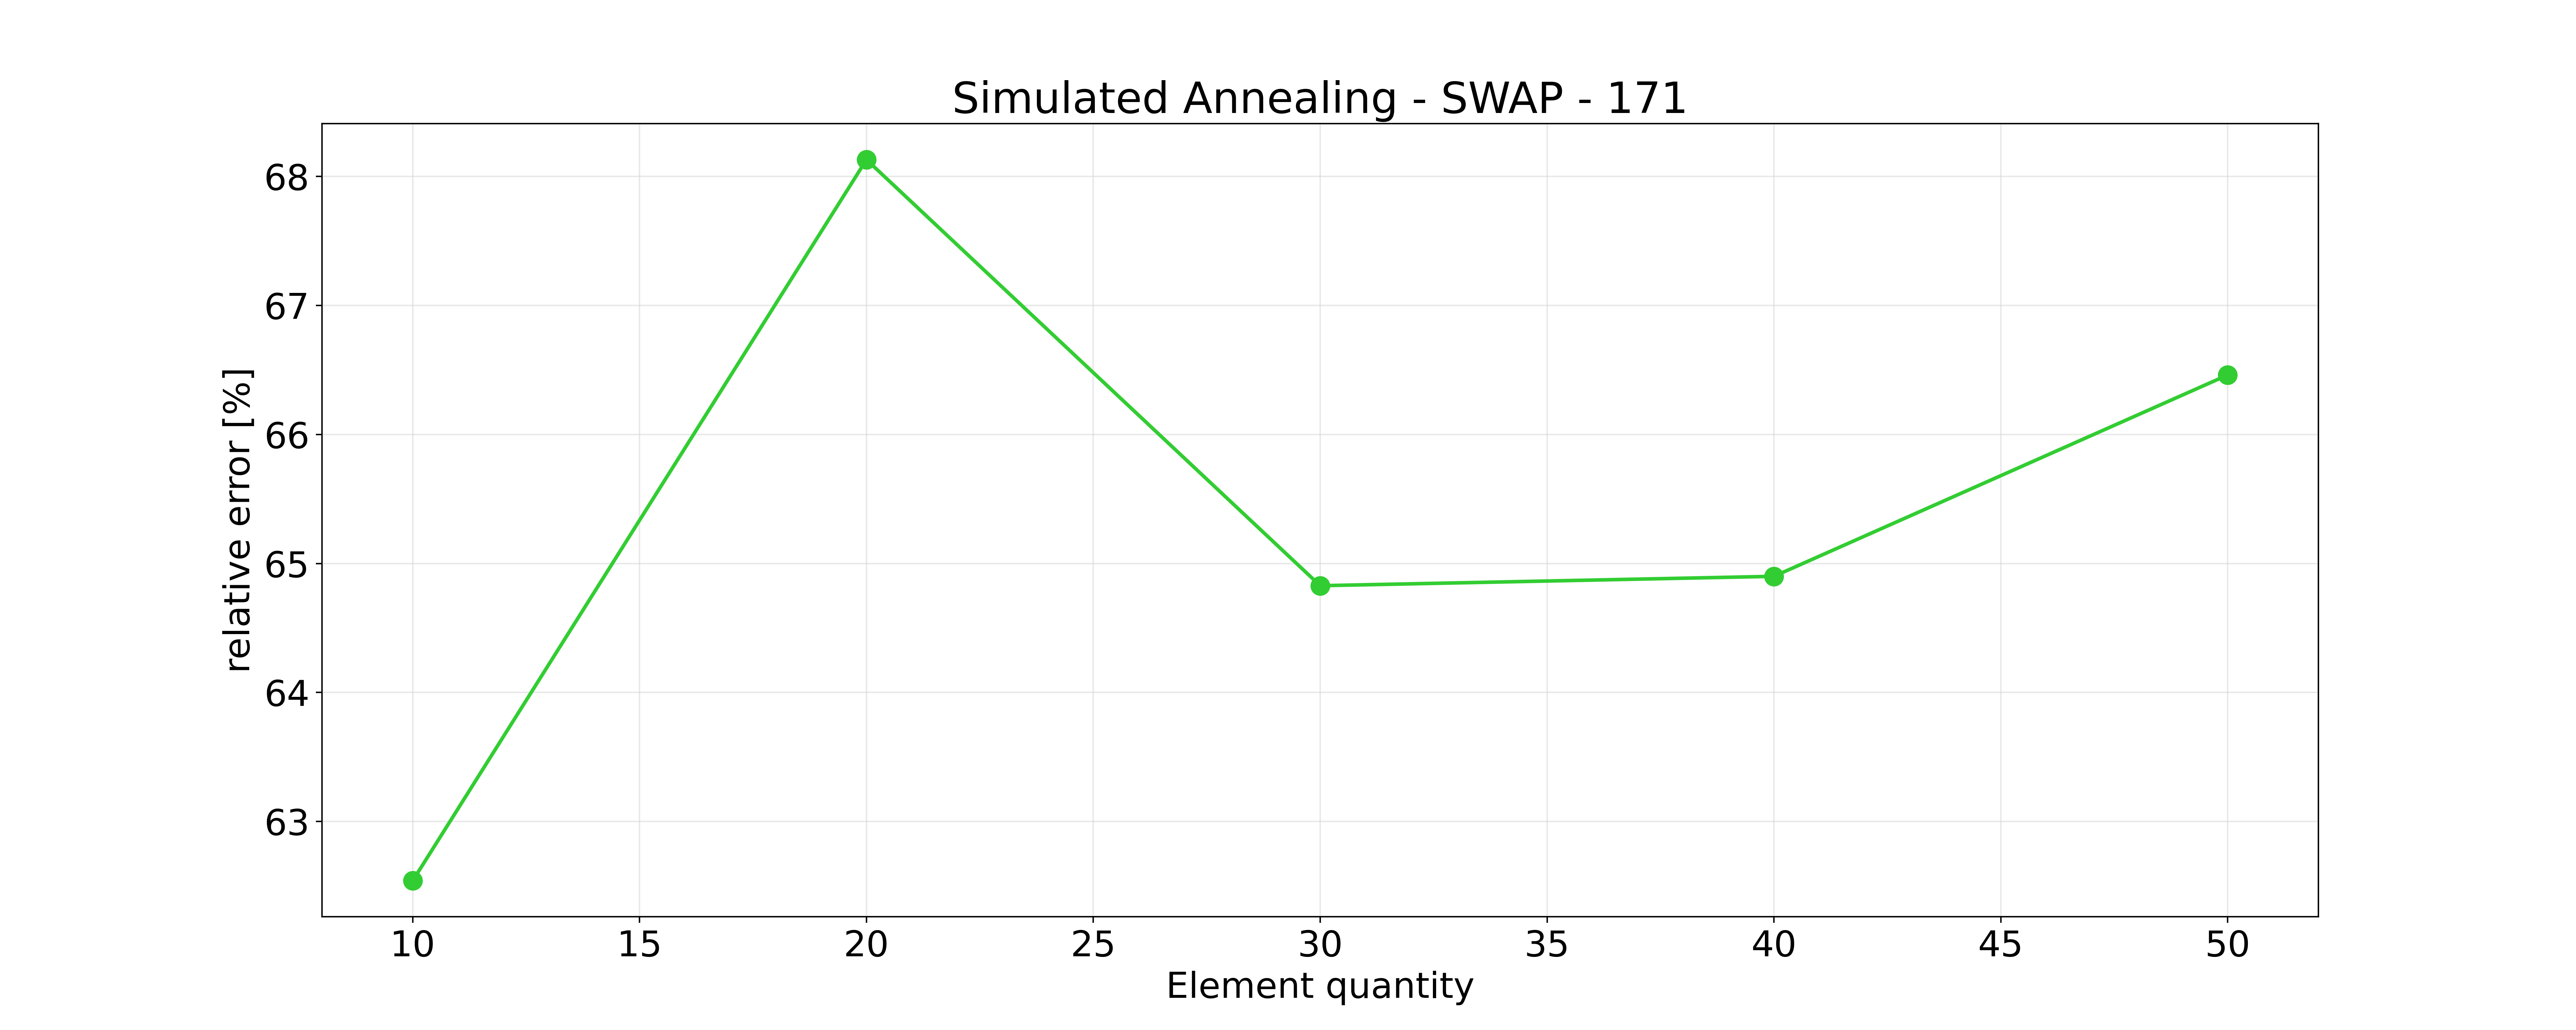 Simulated Annealing - SWAP - 171
relative error [%]
68
67
66
65
64
63
10 15 20 25 30 35 40 45 50
Element quantity